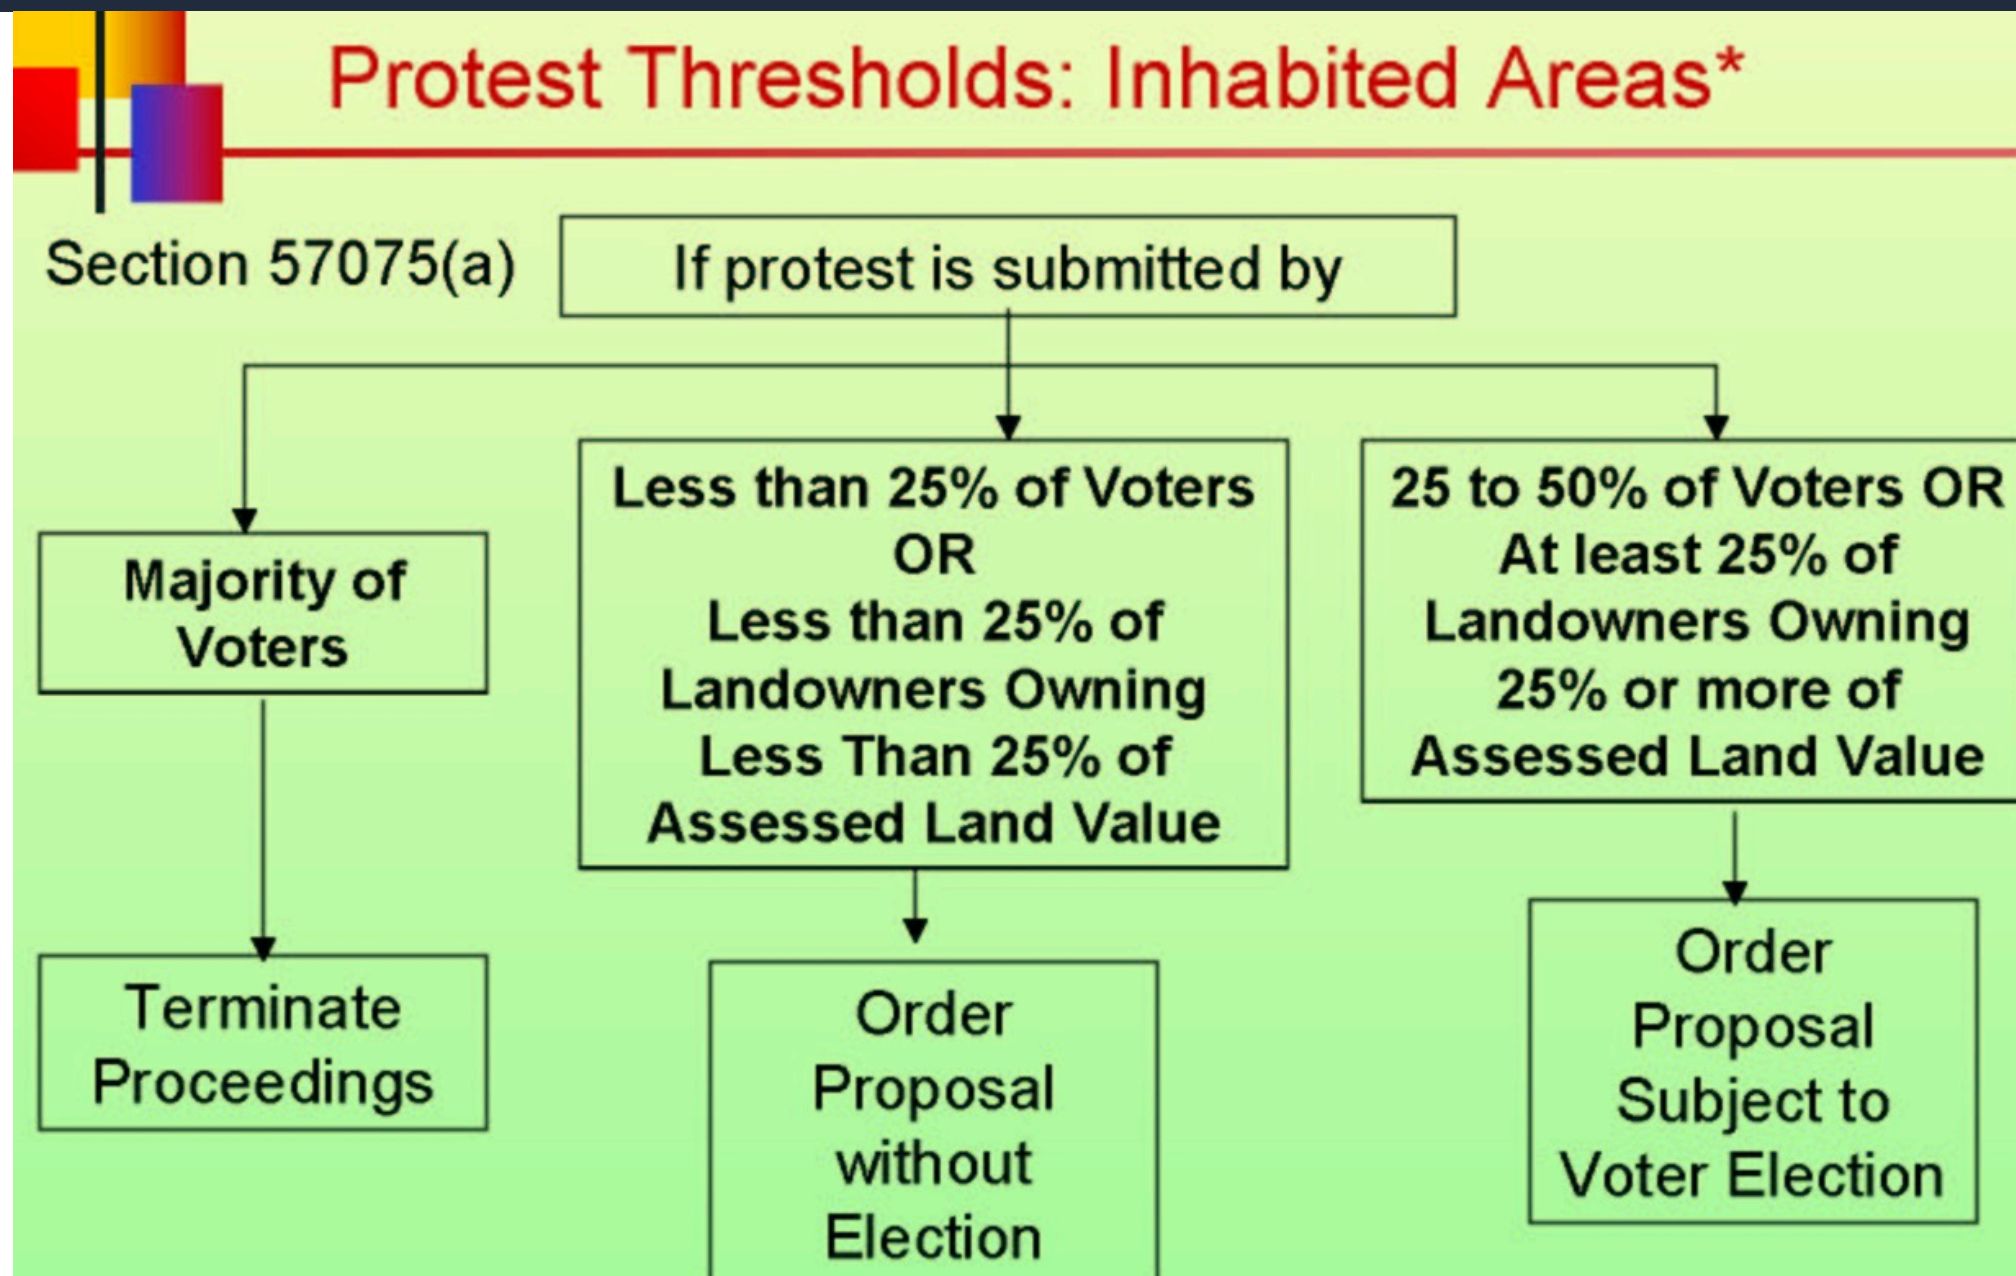 Protest Thresholds: Inhabited Areas*
Section 57075(a)
If protest is submitted by
Majority of
Voters
Less than 25% of Voters
OR
Less than 25% of
Landowners Owning
Less Than 25% of
Assessed Land Value
25 to 50% of Voters OR
At least 25% of
Landowners Owning
25% or more of
Assessed Land Value
Terminate
Proceedings
Order
Proposal
without
Election
Order
Proposal
Subject to
Voter Election